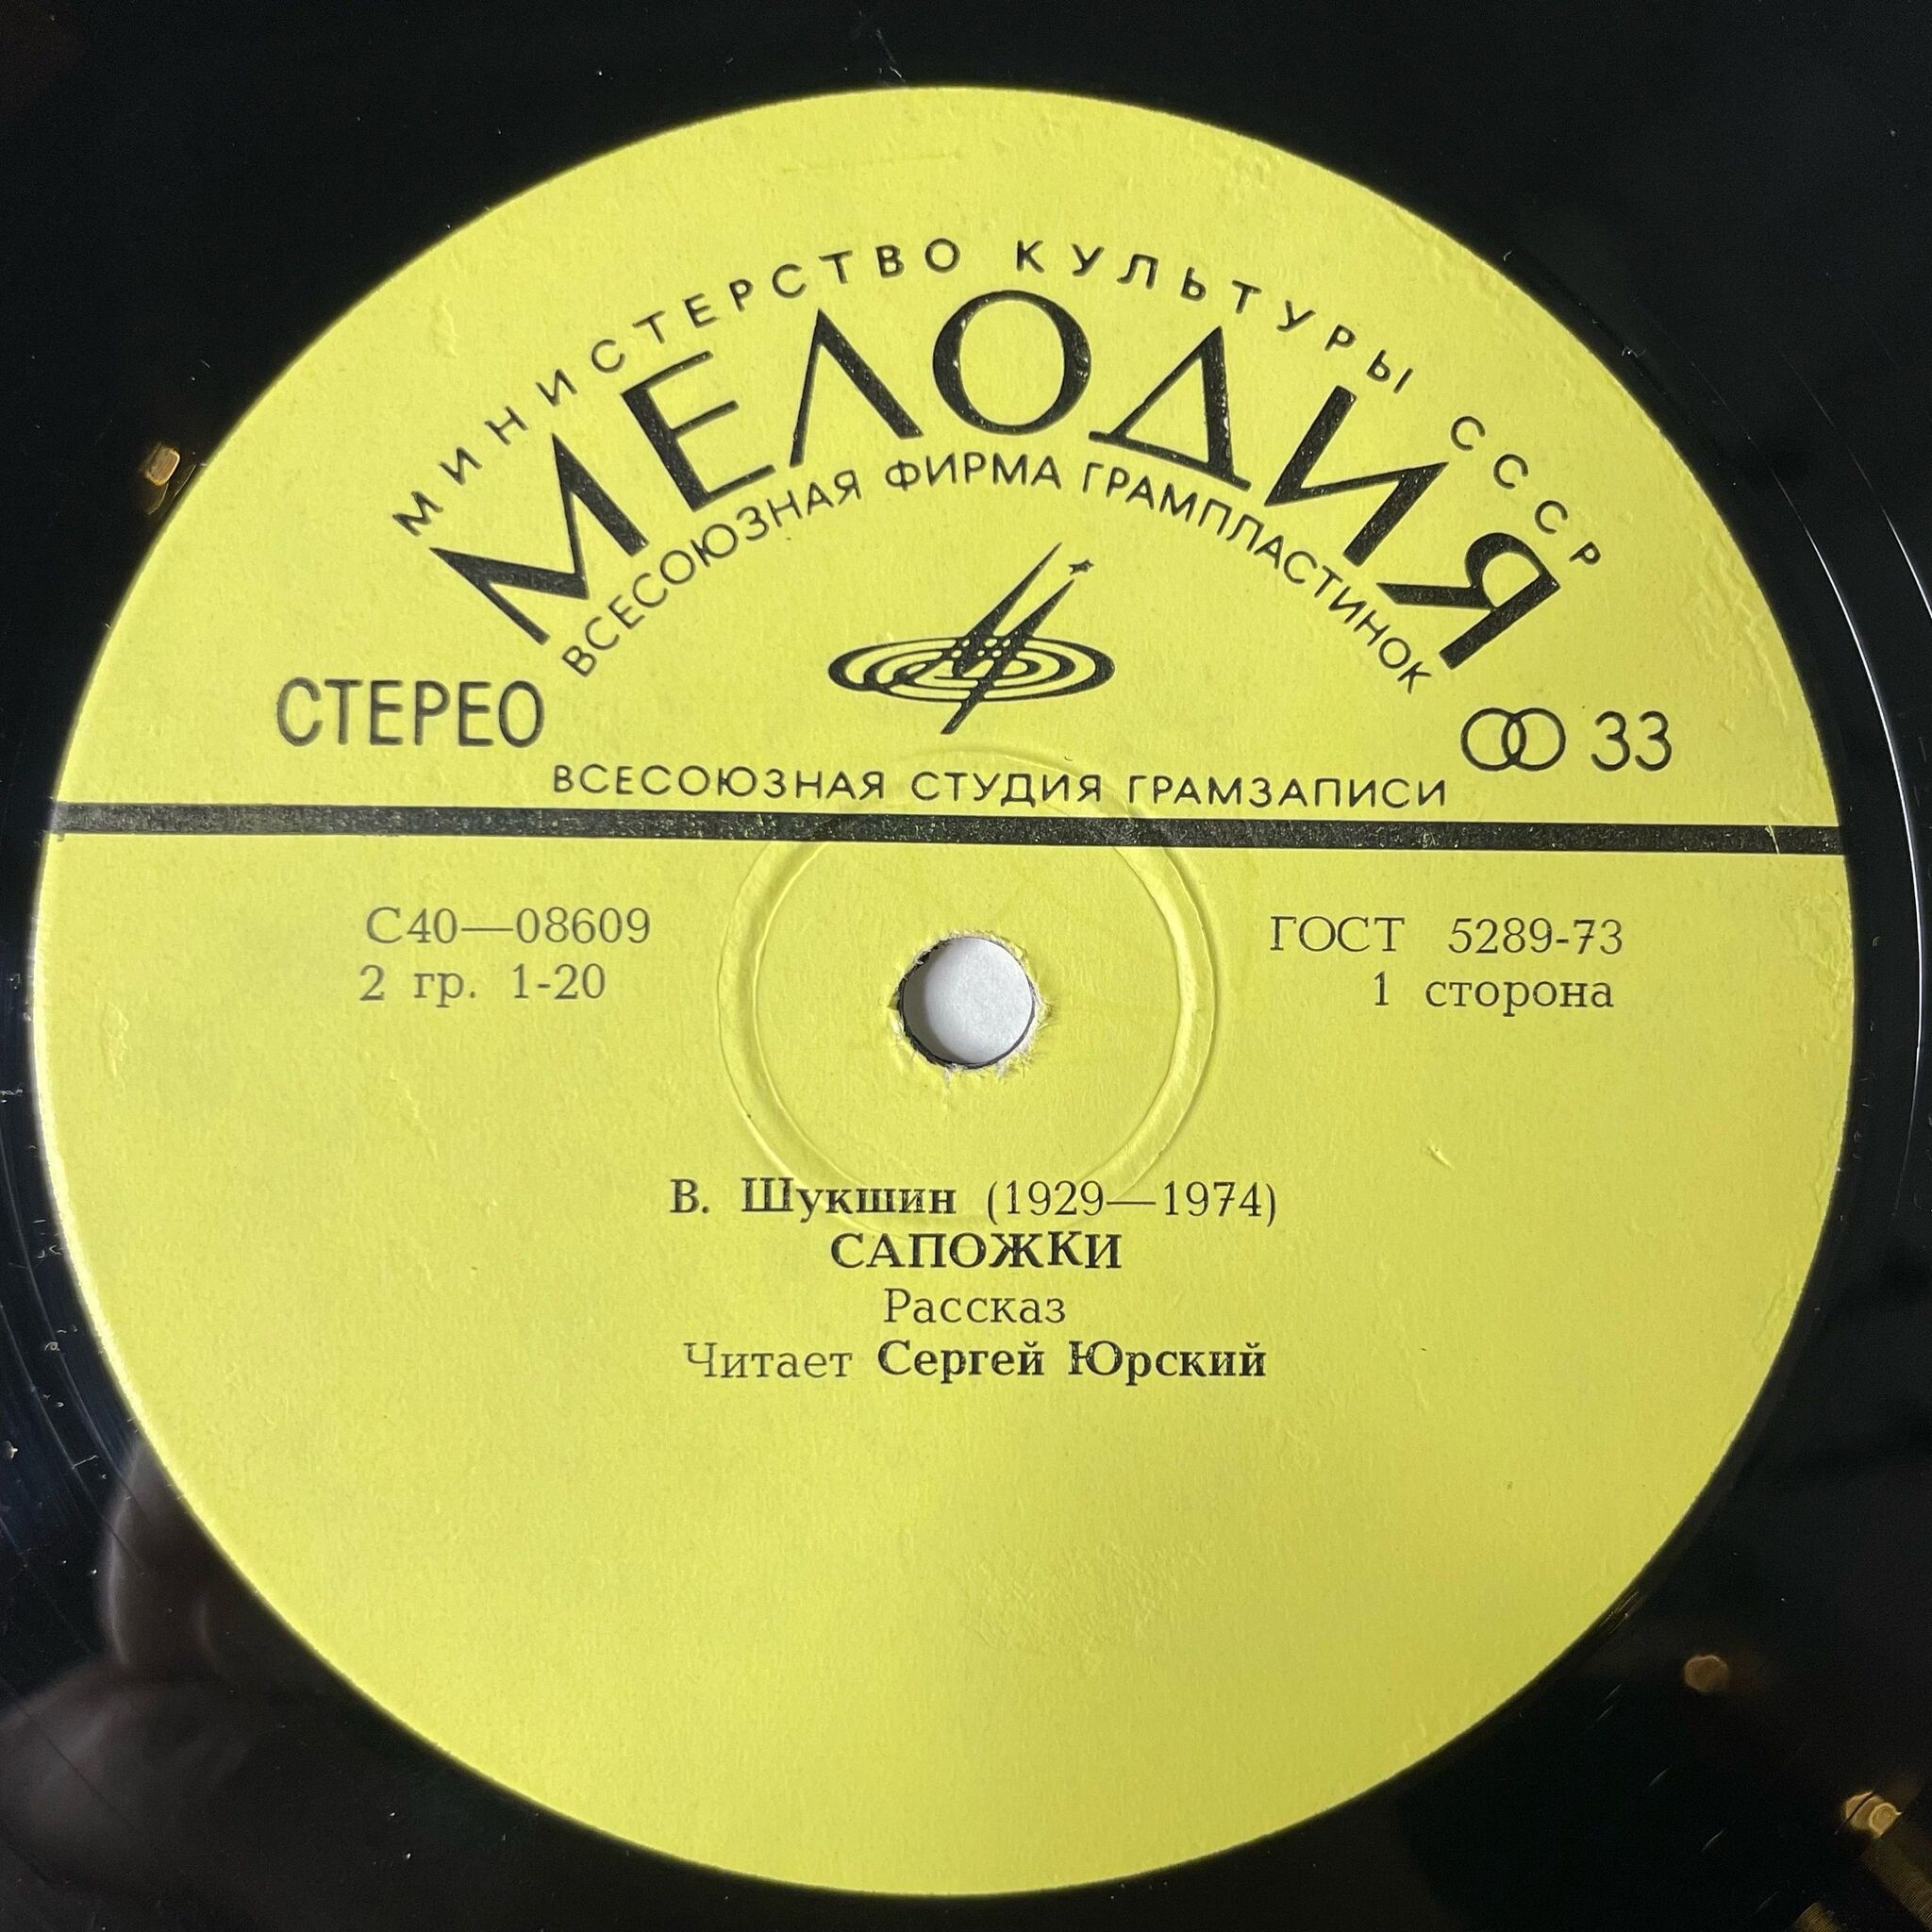 МИНИСТЕРСТВО КУЛЬТУРЫ СССР
МЕЛОДИЯ
ВСЕСОЮЗНАЯ ФИРМА ГРАМПЛАСТИНОК
СТЕРЕО
33
ВСЕСОЮЗНАЯ СТУДИЯ ГРАМЗАПИСИ
С40—08609
ГОСТ 5289-73
2 гр. 1-20
1 сторона
В. Шукшин (1929—1974)
САПОЖКИ
Рассказ
Читает Сергей Юрский